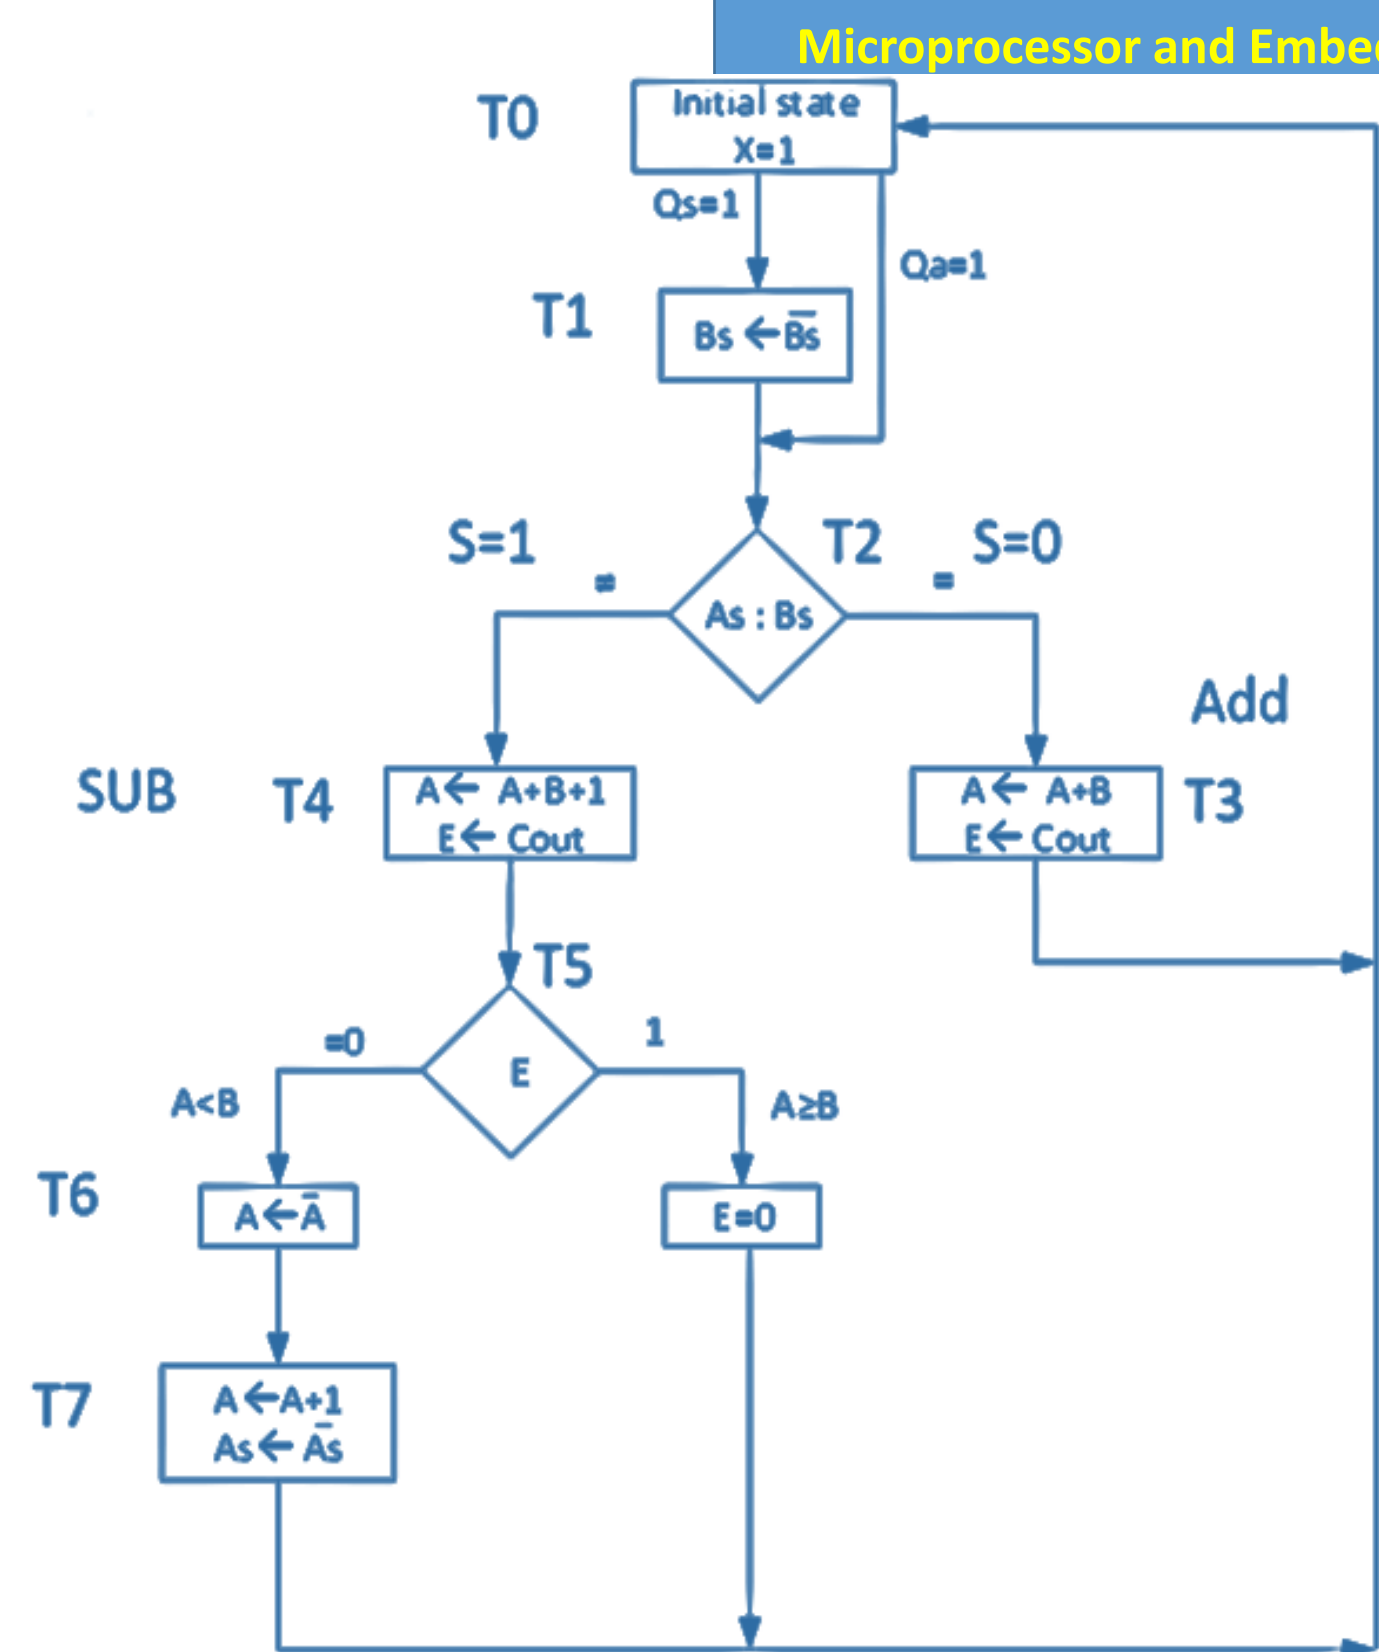 Microprocessor and Embe
T0
Initial state
X=1
Qs=1
Qa=1
T1
Bs ← B̅s̅
S=1
≠
T2
=
S=0
As : Bs
Add
SUB
T4
A ← A+B+1
E ← Cout
A ← A+B
E ← Cout
T3
T5
=0
1
E
A<B
A≥B
T6
A ← A̅
E=0
T7
A ← A+1
As ← A̅s̅